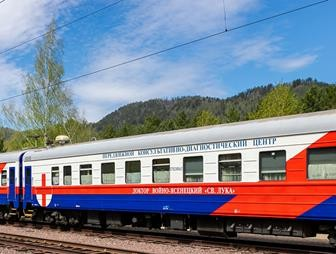 ПЕРЕДВИЖНОЙ КОНСУЛЬТАТИВНО-ДИАГНОСТИЧЕСКИЙ ЦЕНТР
ДОКТОР ВОЙНО-ЯСЕНЕЦКИЙ «СВ. ЛУКА»